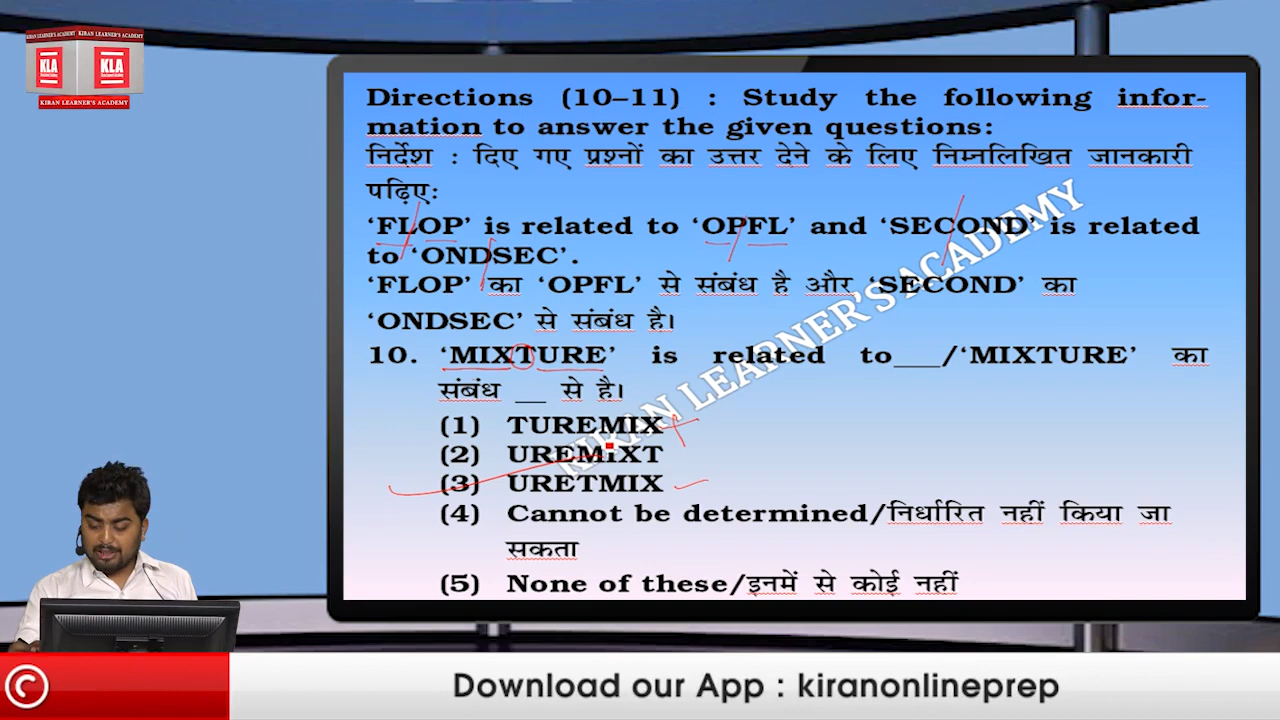 KIRAN LEARNER'S ACADEMY KIRAN LEARNER'S ACADEMY
KLA KLA
KIRAN LEARNER'S ACADEMY
Directions (10–11) : Study the following infor-
mation to answer the given questions:
निर्देश : दिए गए प्रश्नों का उत्तर देने के लिए निम्नलिखित जानकारी
पढ़िए:
‘FLOP’ is related to ‘OPFL’ and ‘SECOND’ is related
to ‘ONDSEC’.
‘FLOP’ का ‘OPFL’ से संबंध है और ‘SECOND’ का
‘ONDSEC’ से संबंध है।
10. ‘MIXTURE’ is related to___/‘MIXTURE’ का
संबंध __ से है।
(1) TUREMIX
(2) UREMIXT
(3) URETMIX
(4) Cannot be determined/निर्धारित नहीं किया जा
सकता
(5) None of these/इनमें से कोई नहीं
KIRAN LEARNER'S ACADEMY
© Download our App : kiranonlineprep